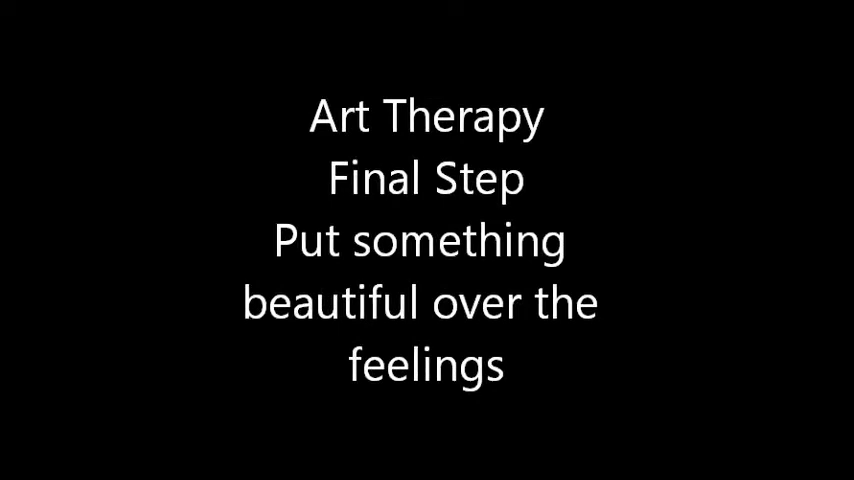 Art Therapy
Final Step
Put something
beautiful over the
feelings